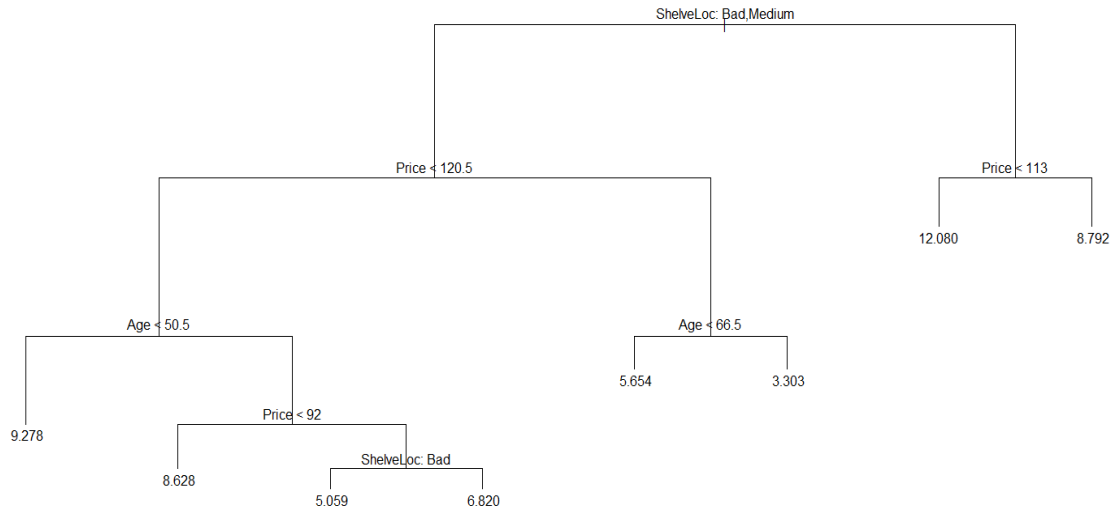 ShelveLoc: Bad,Medium
Price < 120.5
Price < 113
12.080
8.792
Age < 50.5
Age < 66.5
5.654
3.303
9.278
Price < 92
8.628
ShelveLoc: Bad
5.059
6.820